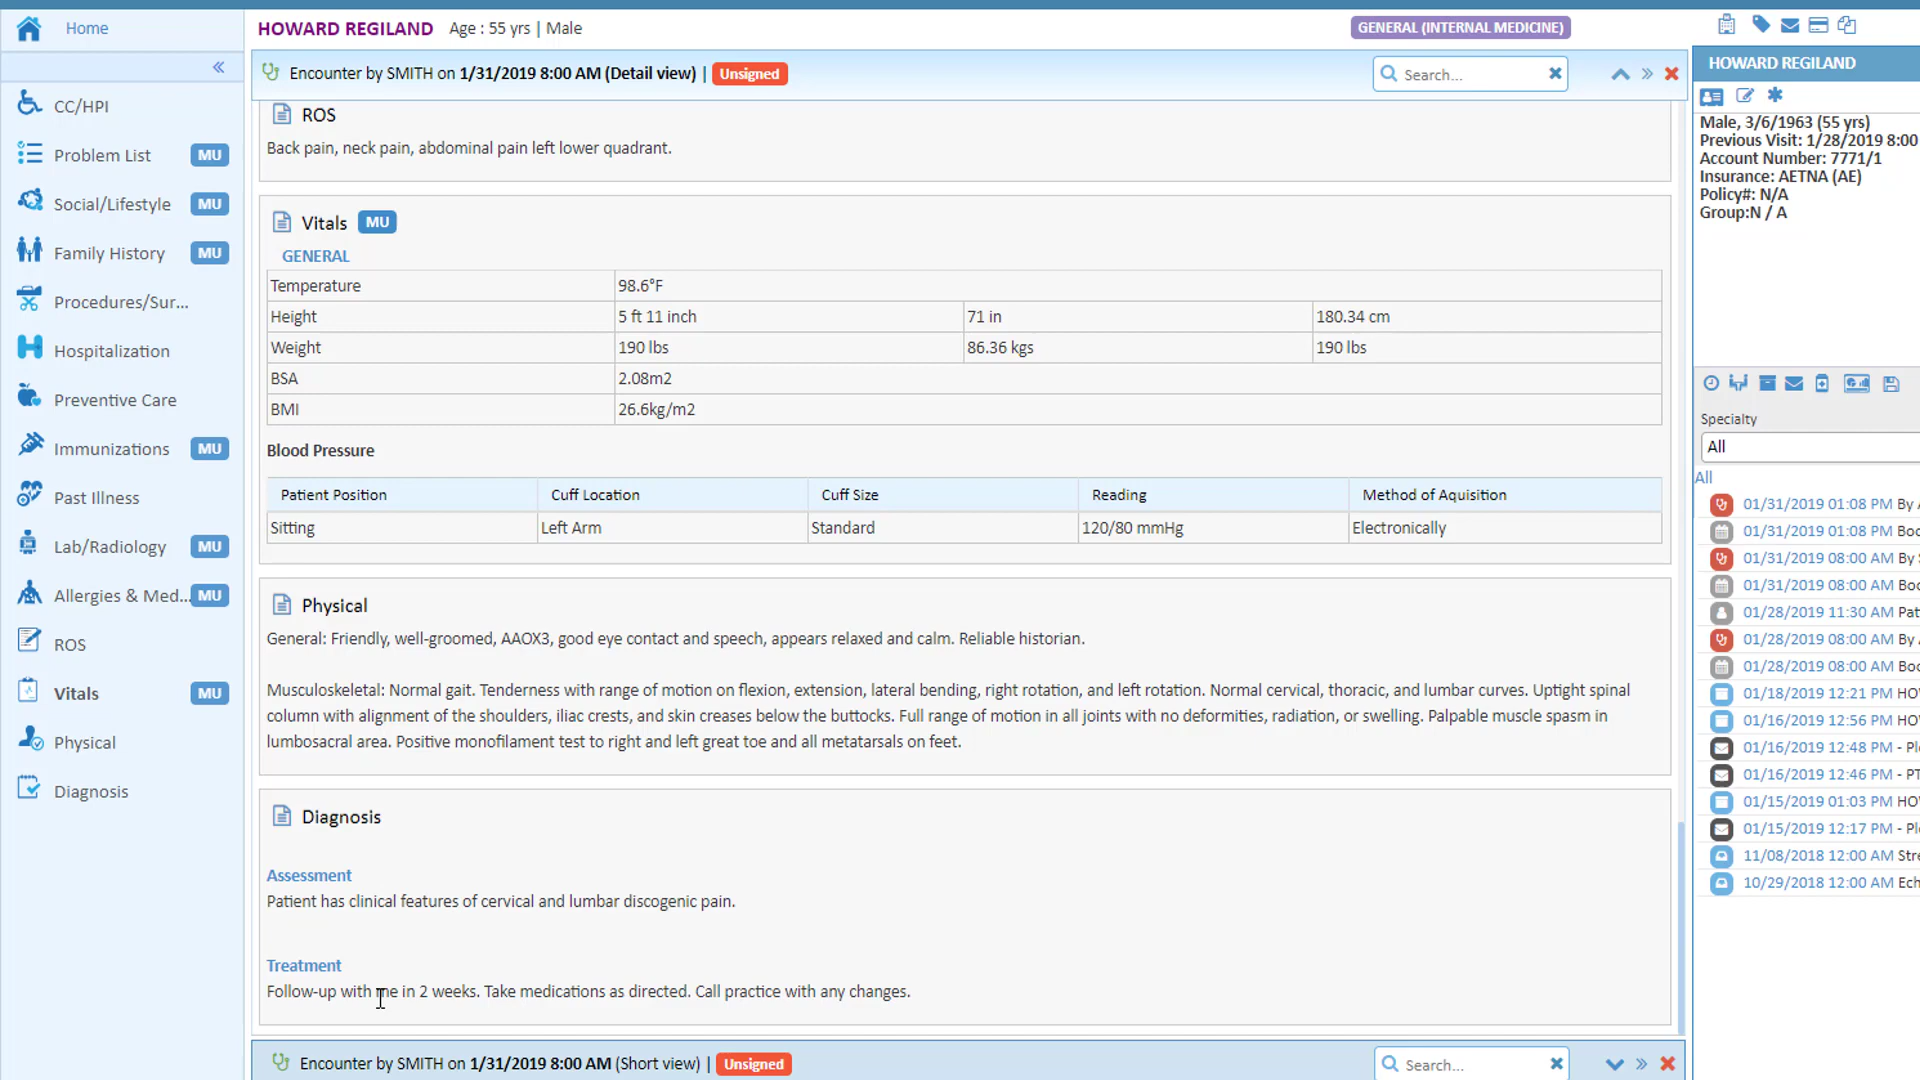 Home
HOWARD REGILAND Age : 55 yrs | Male
GENERAL (INTERNAL MEDICINE)
Encounter by SMITH on 1/31/2019 8:00 AM (Detail view) | Unsigned
Search...
CC/HPI
Problem List MU
Social/Lifestyle MU
Family History MU
Procedures/Sur...
Hospitalization
Preventive Care
Immunizations MU
Past Illness
Lab/Radiology MU
Allergies & Med... MU
ROS
Vitals MU
Physical
Diagnosis
ROS
Back pain, neck pain, abdominal pain left lower quadrant.
Vitals MU
GENERAL
Temperature 98.6°F
Height 5 ft 11 inch 71 in 180.34 cm
Weight 190 lbs 86.36 kgs 190 lbs
BSA 2.08m2
BMI 26.6kg/m2
Blood Pressure
Patient Position Cuff Location Cuff Size Reading Method of Aquisition
Sitting Left Arm Standard 120/80 mmHg Electronically
Physical
General: Friendly, well-groomed, AAOX3, good eye contact and speech, appears relaxed and calm. Reliable historian.
Musculoskeletal: Normal gait. Tenderness with range of motion on flexion, extension, lateral bending, right rotation, and left rotation. Normal cervical, thoracic, and lumbar curves. Uptight spinal
column with alignment of the shoulders, iliac crests, and skin creases below the buttocks. Full range of motion in all joints with no deformities, radiation, or swelling. Palpable muscle spasm in
lumbosacral area. Positive monofilament test to right and left great toe and all metatarsals on feet.
Diagnosis
Assessment
Patient has clinical features of cervical and lumbar discogenic pain.
Treatment
Follow-up with me in 2 weeks. Take medications as directed. Call practice with any changes.
Encounter by SMITH on 1/31/2019 8:00 AM (Short view) | Unsigned
Search...
HOWARD REGILAND
Male, 3/6/1963 (55 yrs)
Previous Visit: 1/28/2019 8:00
Account Number: 7771/1
Insurance: AETNA (AE)
Policy#: N/A
Group:N / A
Specialty
All
All
01/31/2019 01:08 PM By
01/31/2019 01:08 PM Boo
01/31/2019 08:00 AM By
01/31/2019 08:00 AM Boo
01/28/2019 11:30 AM Pat
01/28/2019 08:00 AM By
01/28/2019 08:00 AM Boo
01/18/2019 12:21 PM HO
01/16/2019 12:56 PM HO
01/16/2019 12:48 PM - Pl
01/16/2019 12:46 PM - PT
01/15/2019 01:03 PM HO
01/15/2019 12:17 PM - Pl
11/08/2018 12:00 AM Stre
10/29/2018 12:00 AM Ech